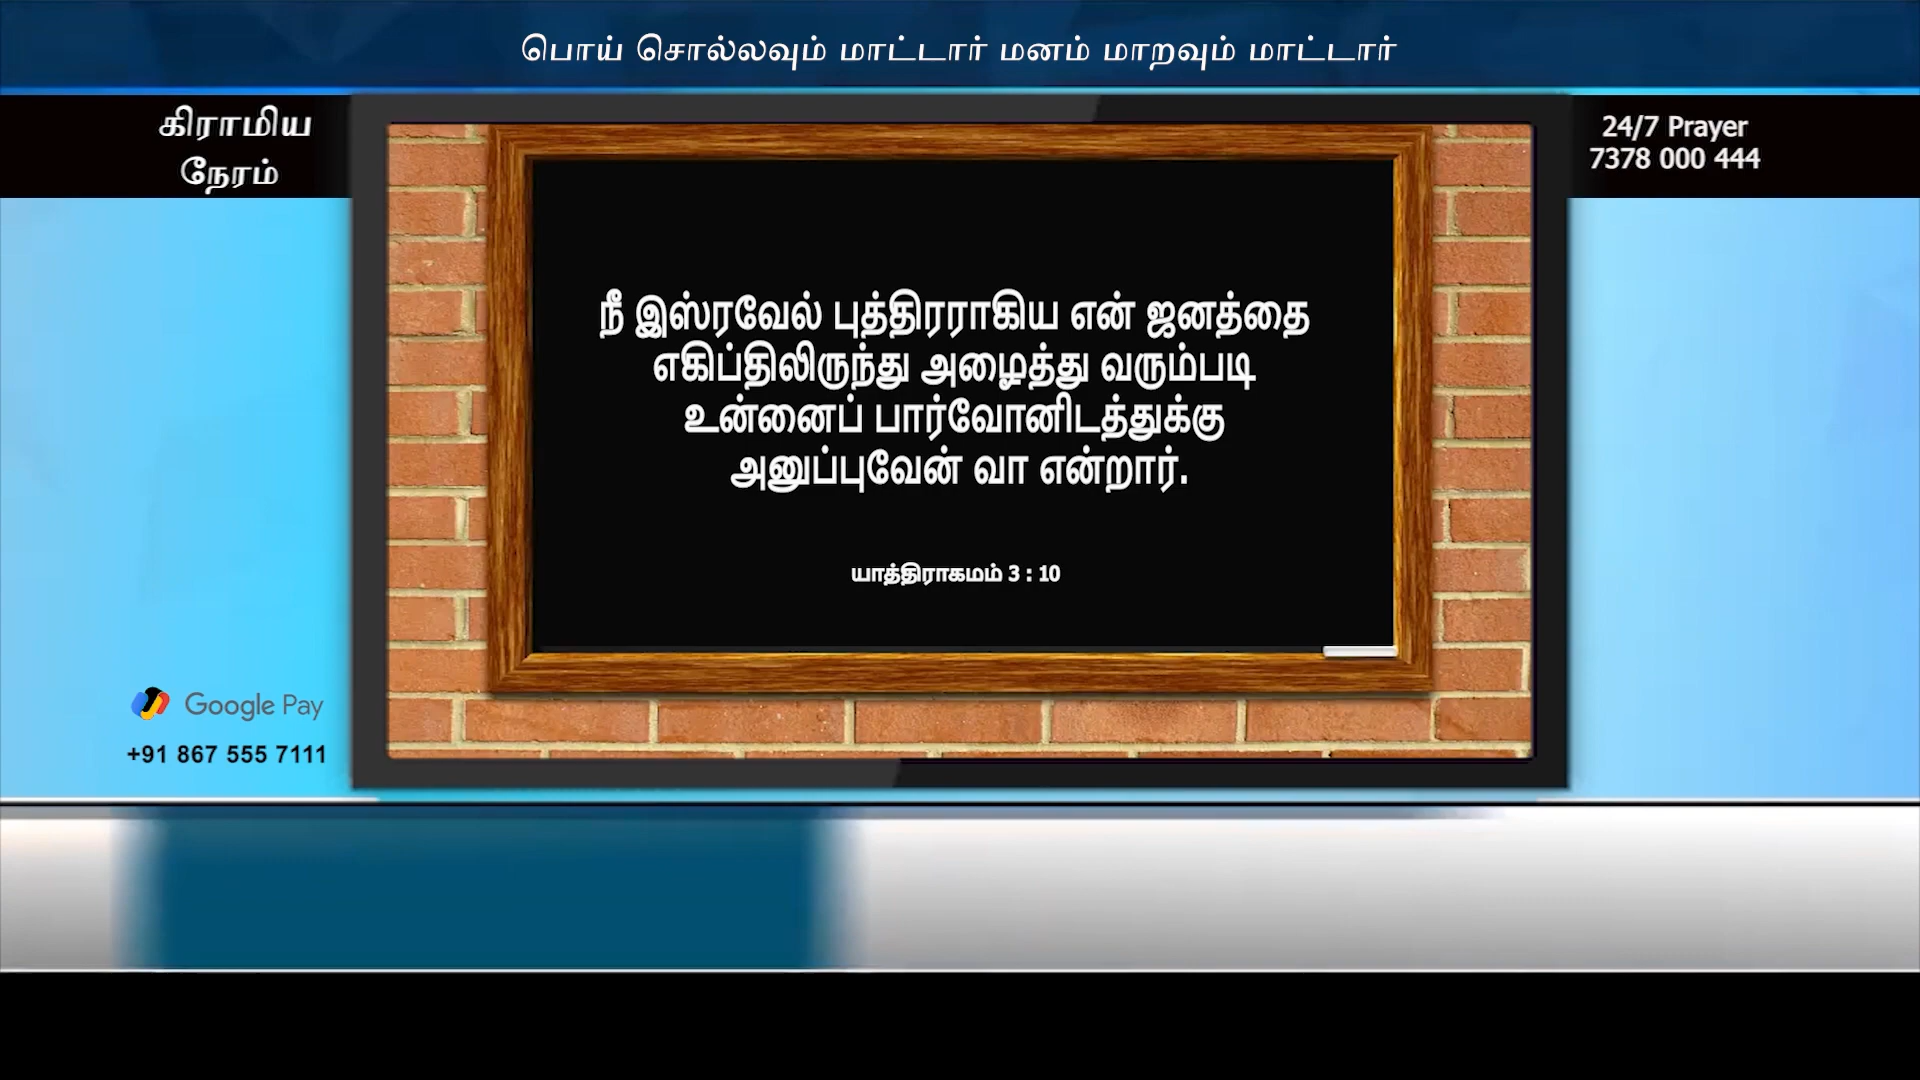 பொய் சொல்லவும் மாட்டார் மனம் மாறவும் மாட்டார்
கிராமிய
நேரம்
24/7 Prayer
7378 000 444
நீ இஸ்ரவேல் புத்திரராகிய என் ஜனத்தை
எகிப்திலிருந்து அழைத்து வரும்படி
உன்னைப் பார்வோனிடத்துக்கு
அனுப்புவேன் வா என்றார்.
யாத்திராகமம் 3 : 10
Google Pay
+91 867 555 7111